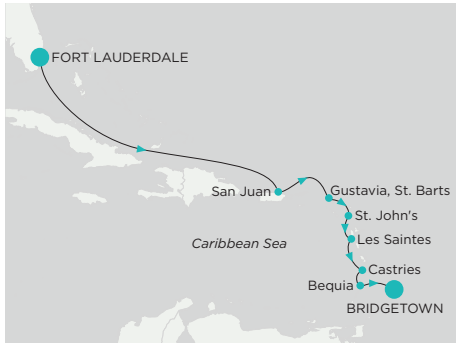 FORT LAUDERDALE
San Juan
Gustavia, St. Barts
St. John's
Caribbean Sea
Les Saintes
Castries
Bequia
BRIDGETOWN